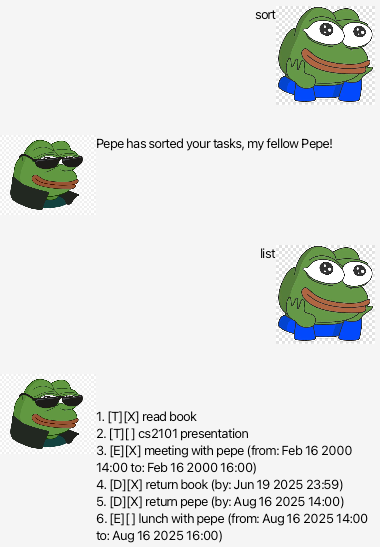 sort
Pepe has sorted your tasks, my fellow Pepe!
list
1. [T][X] read book
2. [T][ ] cs2101 presentation
3. [E][X] meeting with pepe (from: Feb 16 2000
14:00 to: Feb 16 2000 16:00)
4. [D][X] return book (by: Jun 19 2025 23:59)
5. [D][X] return pepe (by: Aug 16 2025 14:00)
6. [E][ ] lunch with pepe (from: Aug 16 2025 14:00
to: Aug 16 2025 16:00)